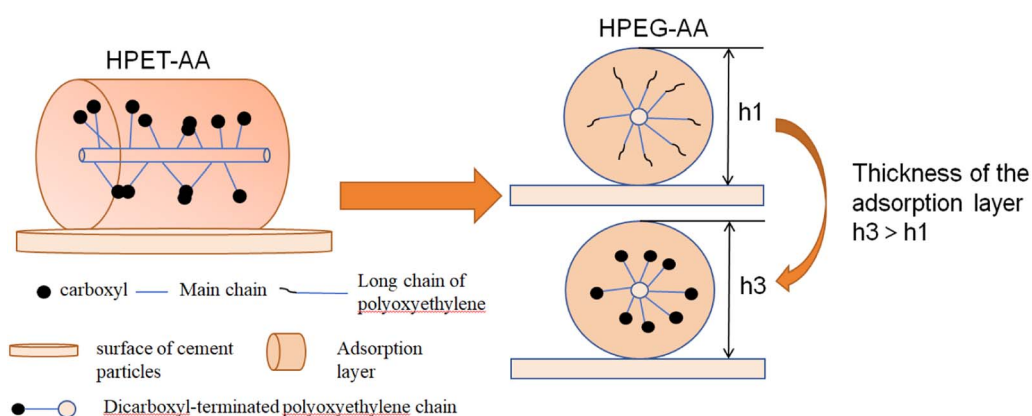 HPET-AA
HPEG-AA
h1
Thickness of the
adsorption layer
h3 > h1
h3
carboxyl
Main chain
Long chain of
polyoxyethylene
surface of cement
particles
Adsorption
layer
Dicarboxyl-terminated polyoxyethylene chain